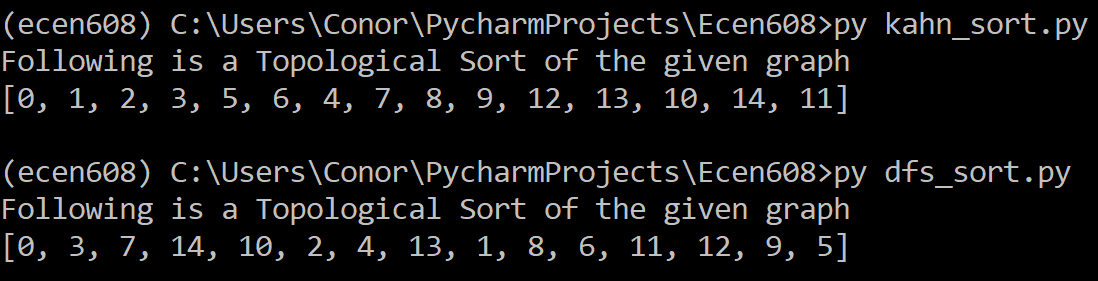 (ecen608) C:\Users\Conor\PycharmProjects\Ecen608>py kahn_sort.py
Following is a Topological Sort of the given graph
[0, 1, 2, 3, 5, 6, 4, 7, 8, 9, 12, 13, 10, 14, 11]
(ecen608) C:\Users\Conor\PycharmProjects\Ecen608>py dfs_sort.py
Following is a Topological Sort of the given graph
[0, 3, 7, 14, 10, 2, 4, 13, 1, 8, 6, 11, 12, 9, 5]